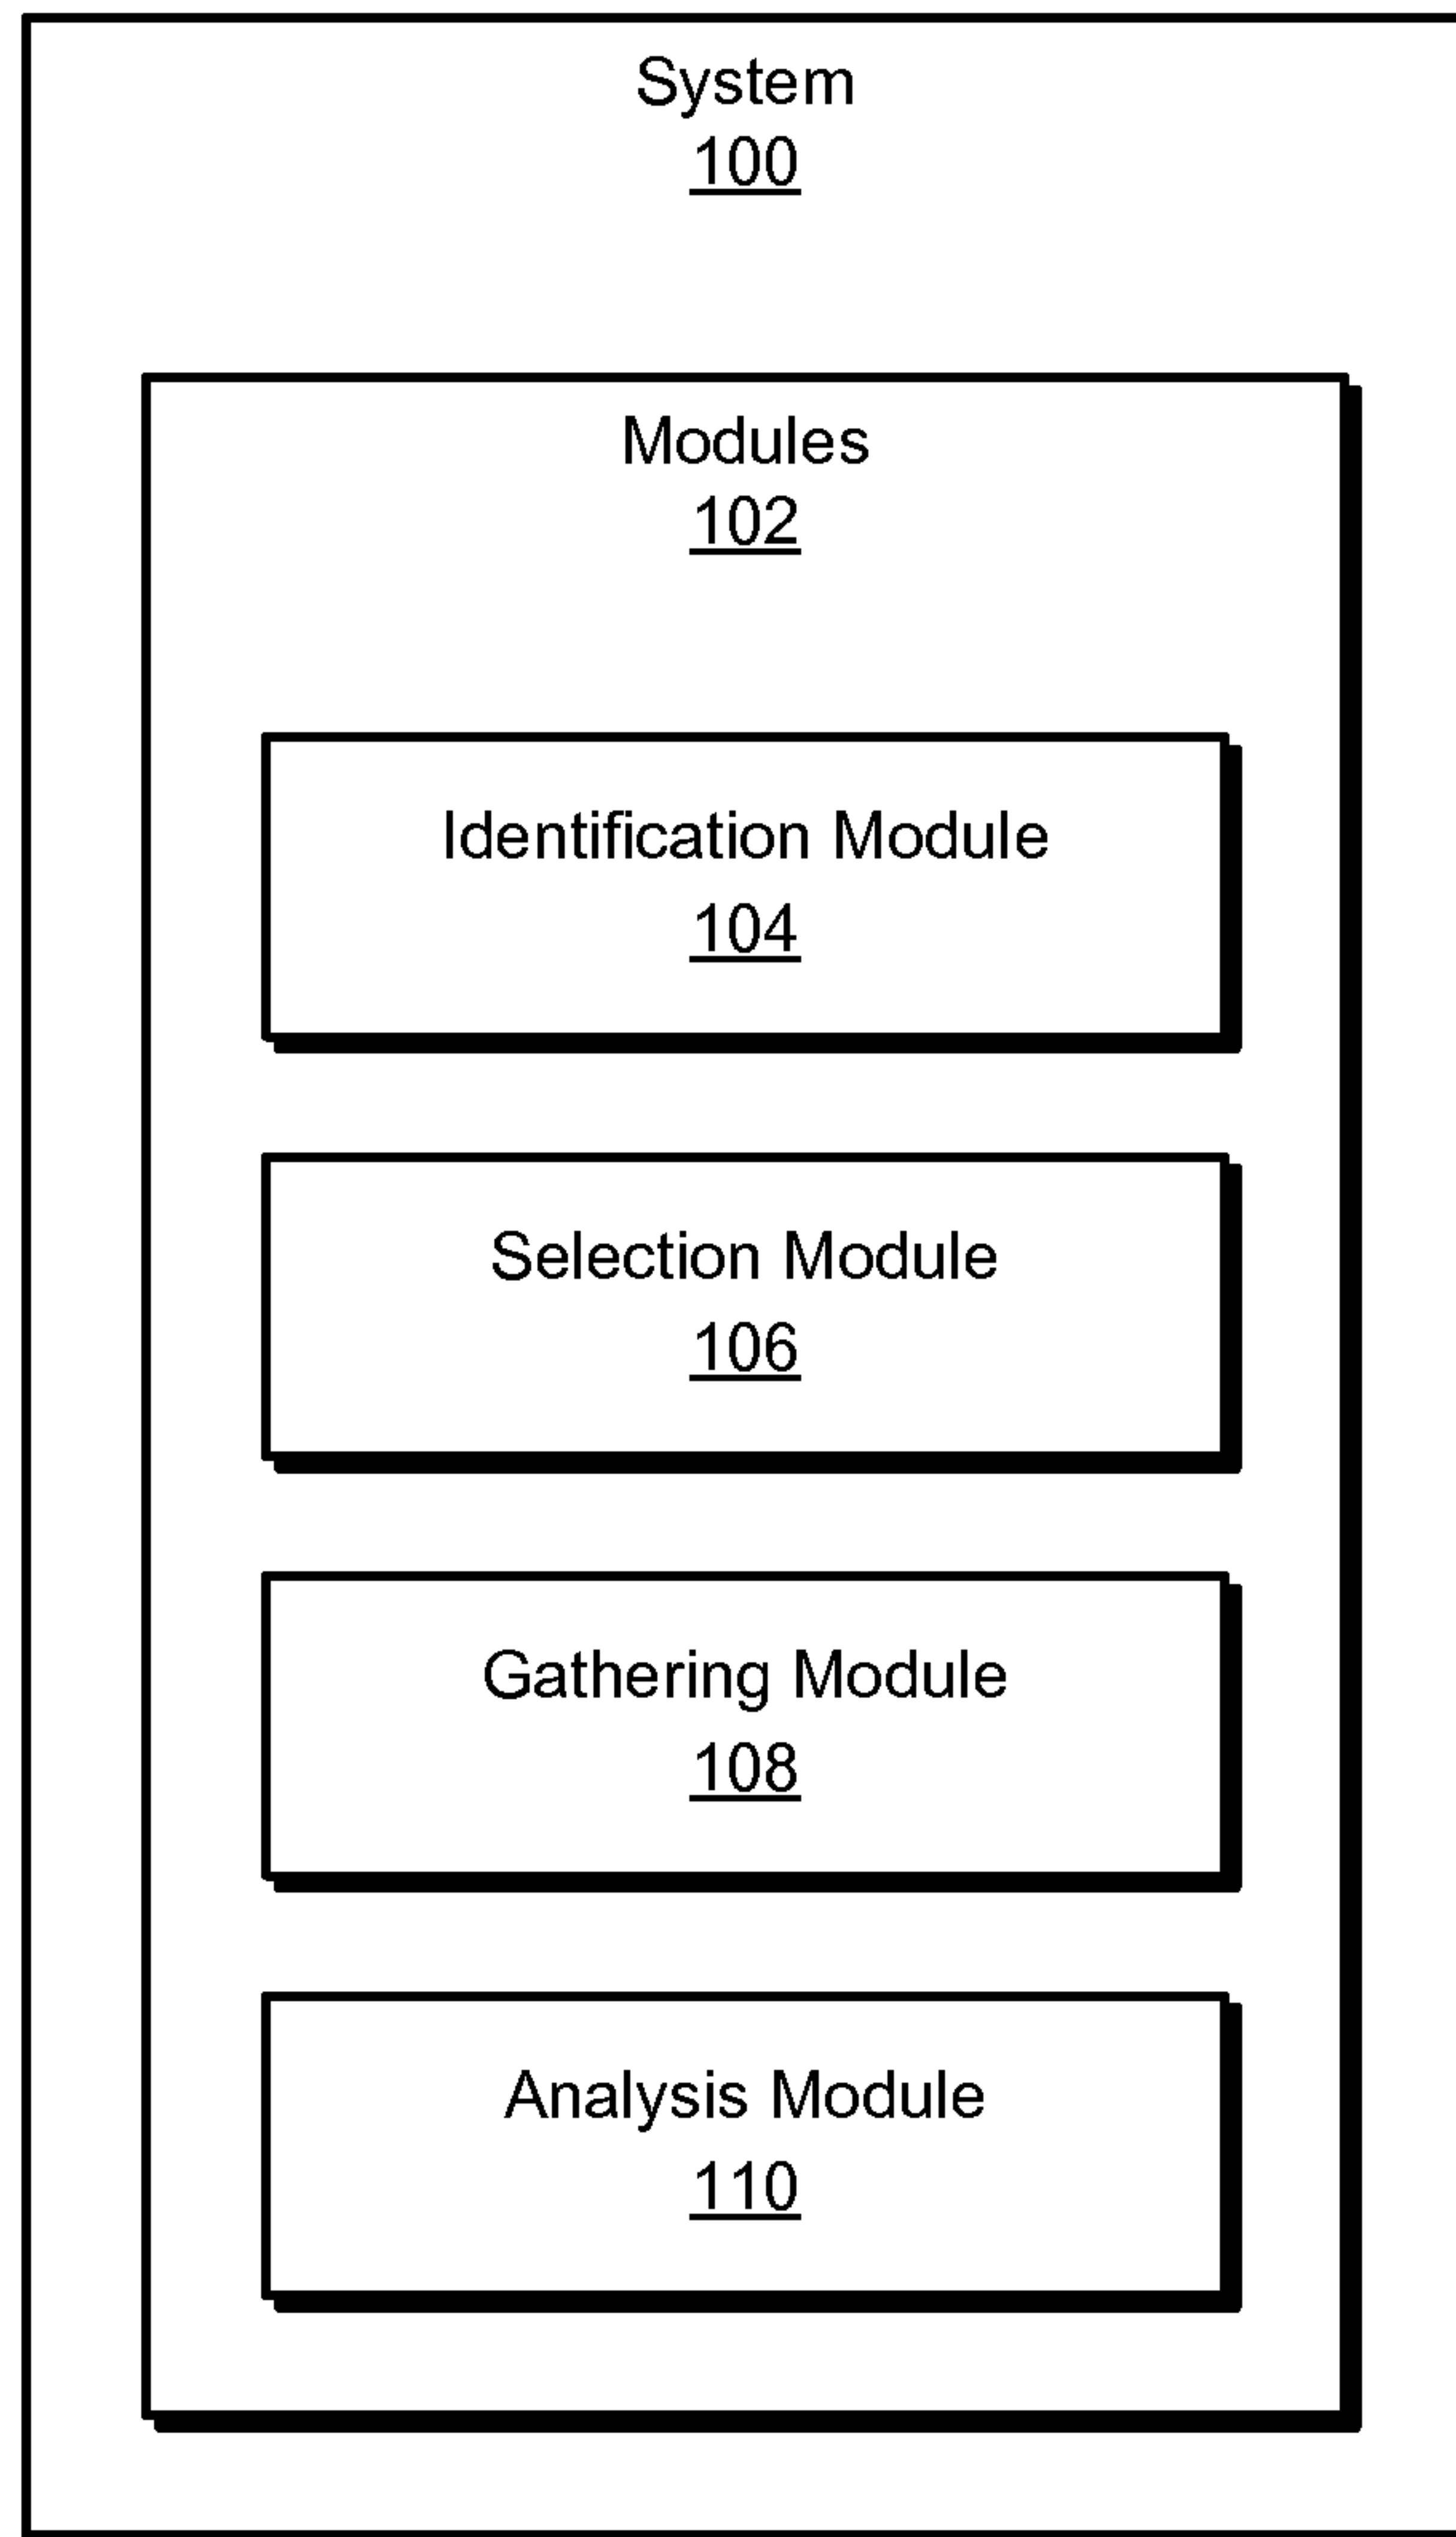 System
100
Modules
102
Identification Module
104
Selection Module
106
Gathering Module
108
Analysis Module
110